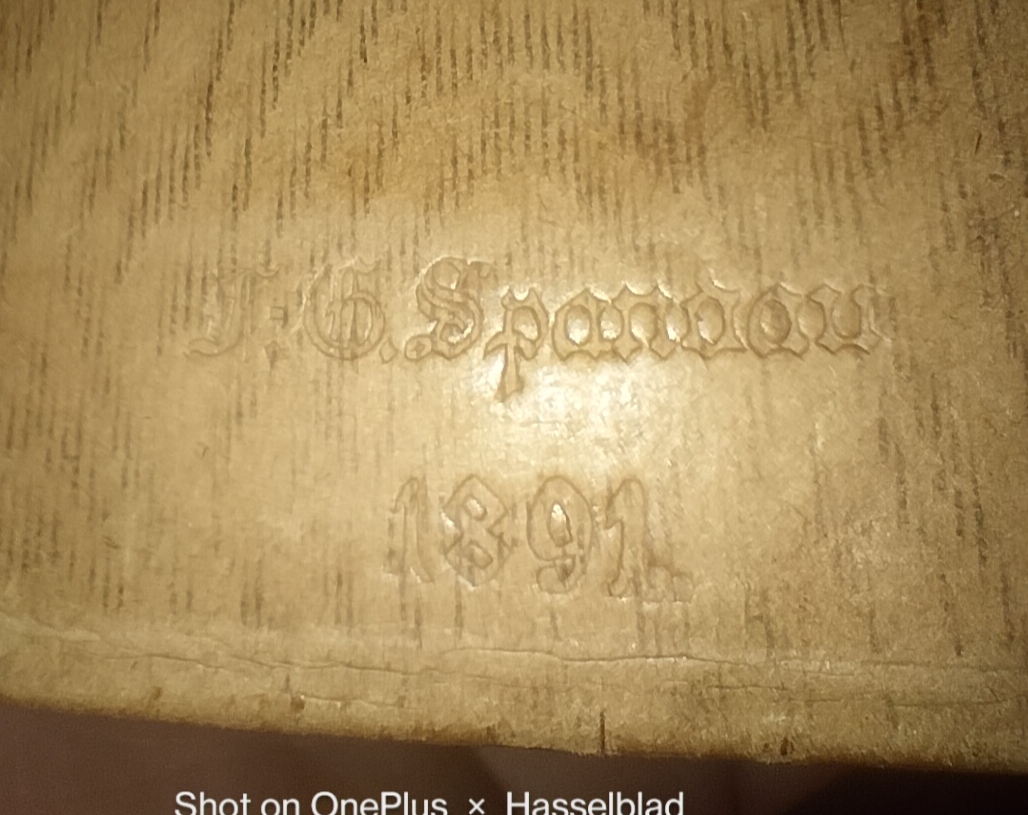 J. G. Spandau
1891.
Shot on OnePlus × Hasselblad